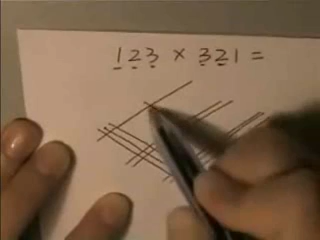 123 × 321 =